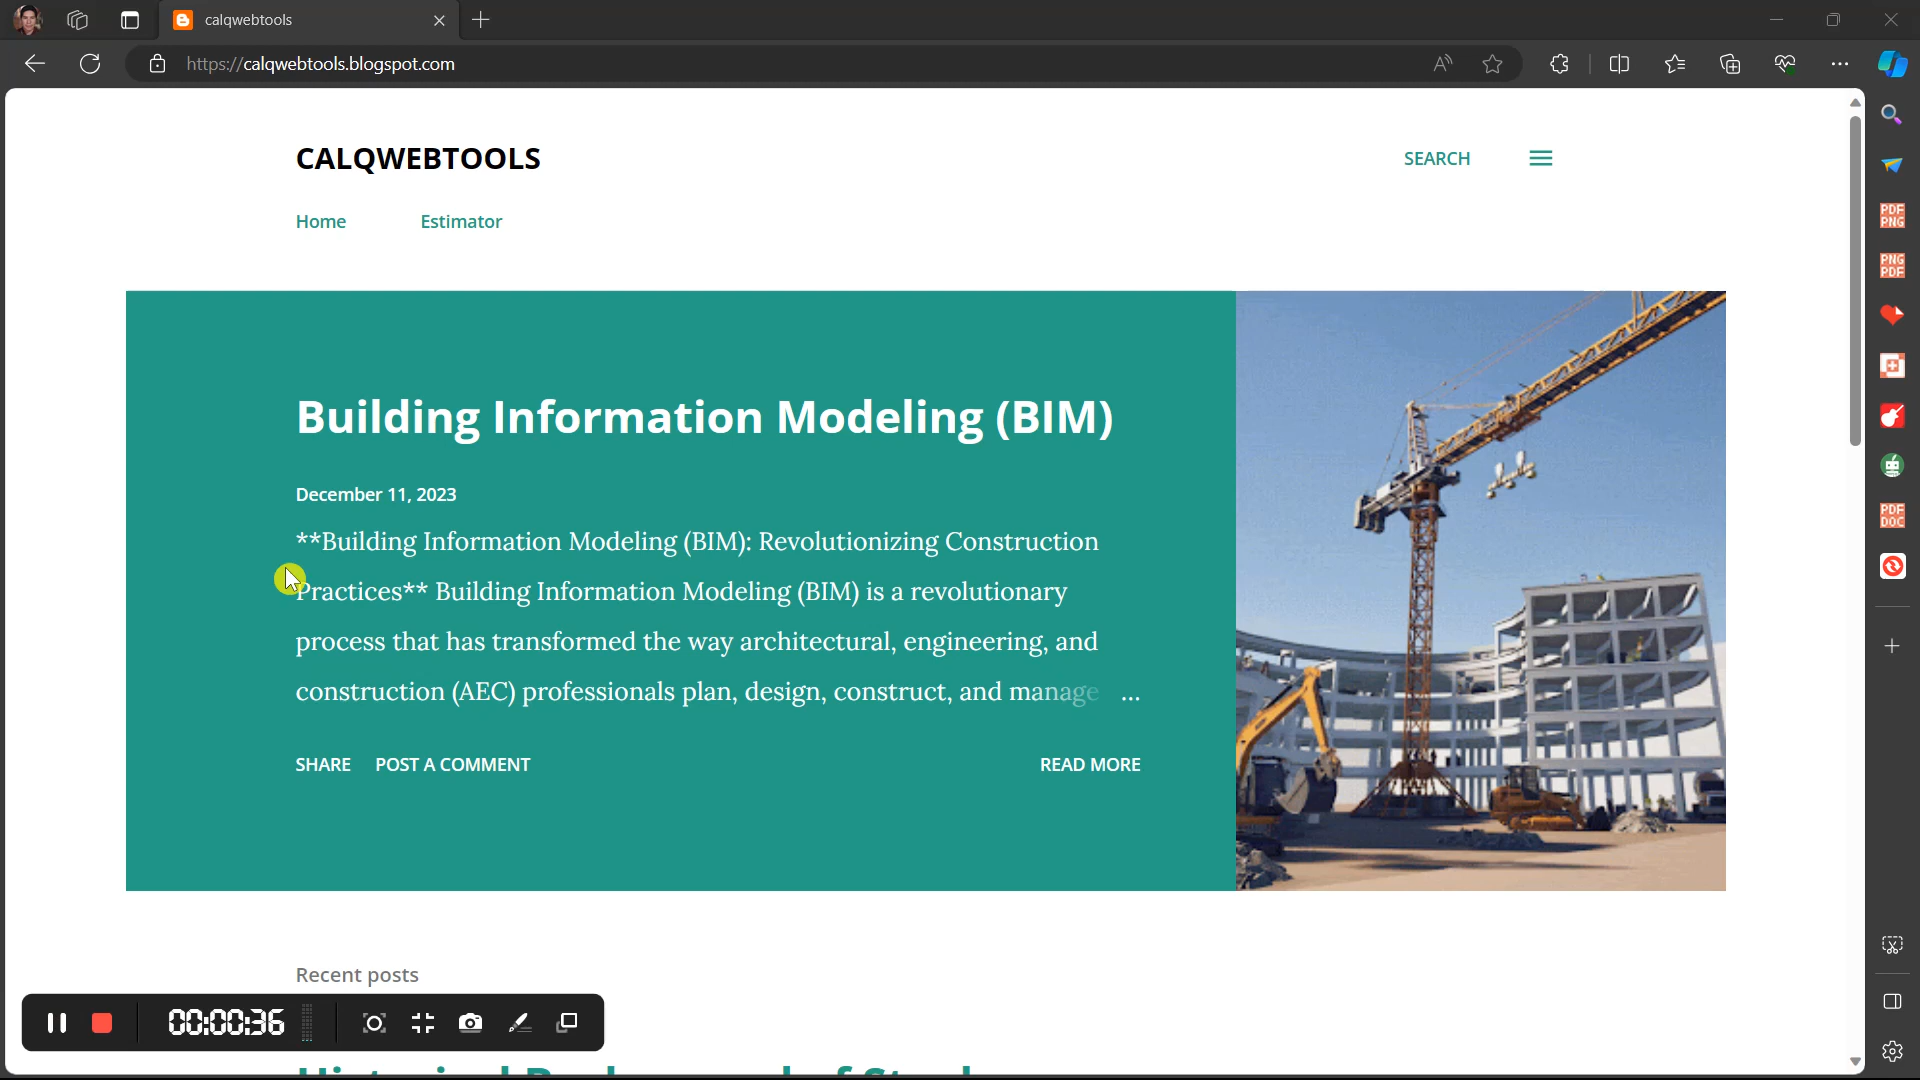 calqwebtools
https://calqwebtools.blogspot.com
CALQWEBTOOLS
SEARCH
Home
Estimator
Building Information Modeling (BIM)
December 11, 2023
**Building Information Modeling (BIM): Revolutionizing Construction
Practices** Building Information Modeling (BIM) is a revolutionary
process that has transformed the way architectural, engineering, and
construction (AEC) professionals plan, design, construct, and manage ...
SHARE
POST A COMMENT
READ MORE
Recent posts
00:00:36
PDF
PNG
PNG
PDF
PDF
DOC